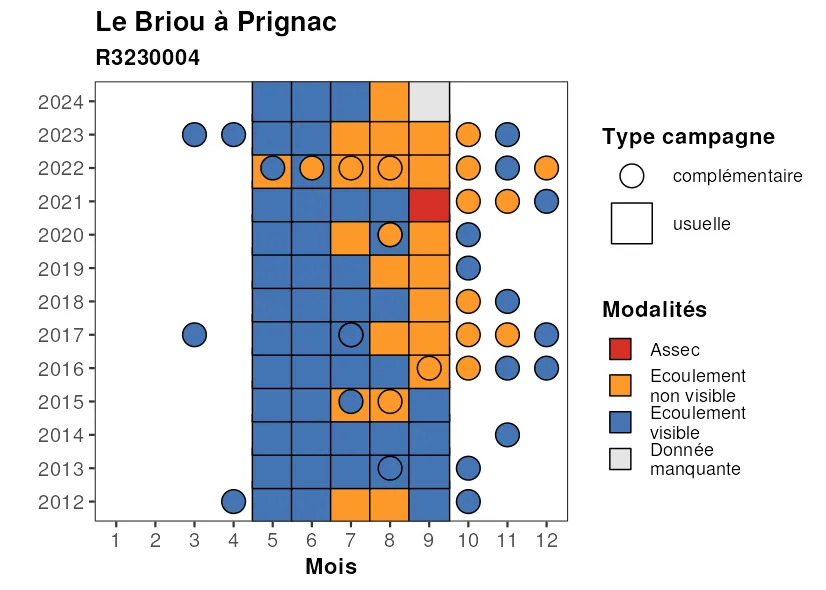 Le Briou à Prignac
R3230004
2024
2023
2022
2021
2020
2019
2018
2017
2016
2015
2014
2013
2012
1 2 3 4 5 6 7 8 9 10 11 12
Mois
Type campagne
complémentaire
usuelle
Modalités
Assec
Ecoulement
non visible
Ecoulement
visible
Donnée
manquante